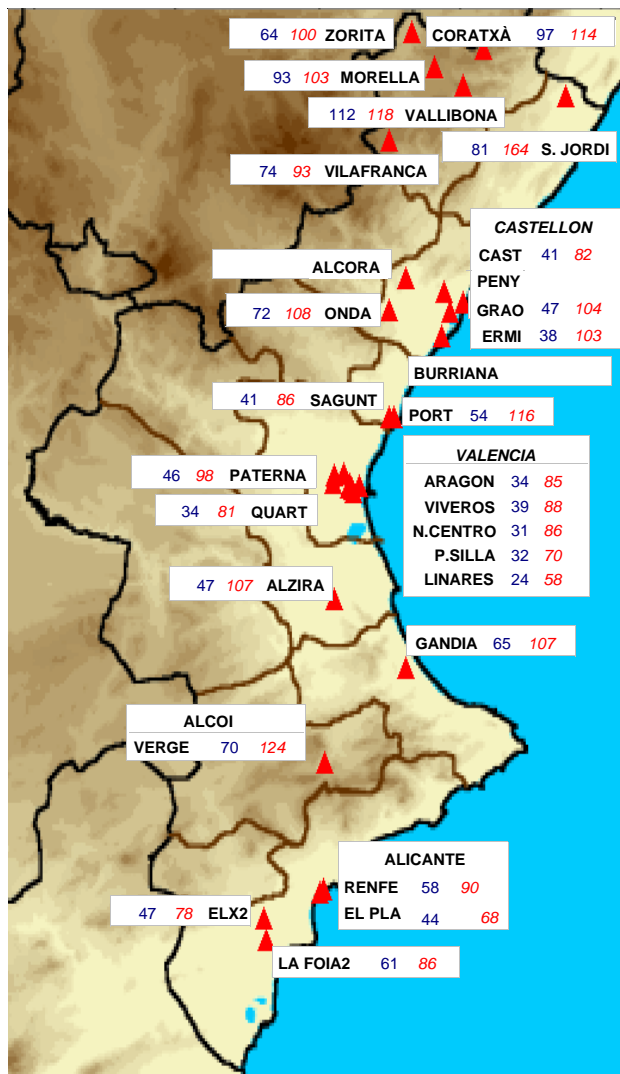 64 100 ZORITA
CORATXÀ 97 114
93 103 MORELLA
112 118 VALLIBONA
81 164 S. JORDI
74 93 VILAFRANCA
CASTELLON
CAST 41 82
PENY
GRAO 47 104
ERMI 38 103
ALCORA
72 108 ONDA
BURRIANA
41 86 SAGUNT
PORT 54 116
VALENCIA
ARAGON 34 85
VIVEROS 39 88
N.CENTRO 31 86
P.SILLA 32 70
LINARES 24 58
46 98 PATERNA
34 81 QUART
47 107 ALZIRA
GANDIA 65 107
ALCOI
VERGE 70 124
ALICANTE
RENFE 58 90
EL PLA 44 68
47 78 ELX2
LA FOIA2 61 86